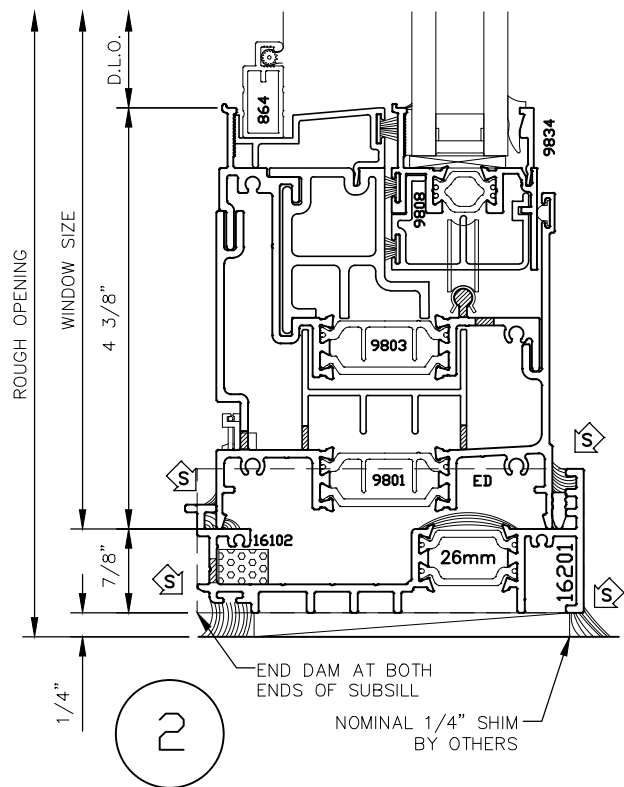 D.L.O.
ROUGH OPENING
WINDOW SIZE
4 3/8"
7/8"
1/4"
864
9834
9808
9803
9801
ED
S
S
S
S
16102
26mm
16201
END DAM AT BOTH
ENDS OF SUBSILL
NOMINAL 1/4" SHIM
BY OTHERS
2